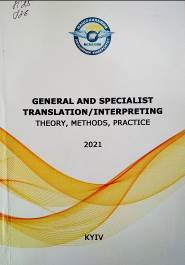 GENERAL AND SPECIALIST
TRANSLATION/INTERPRETING
THEORY, METHODS, PRACTICE
2021
KYIV